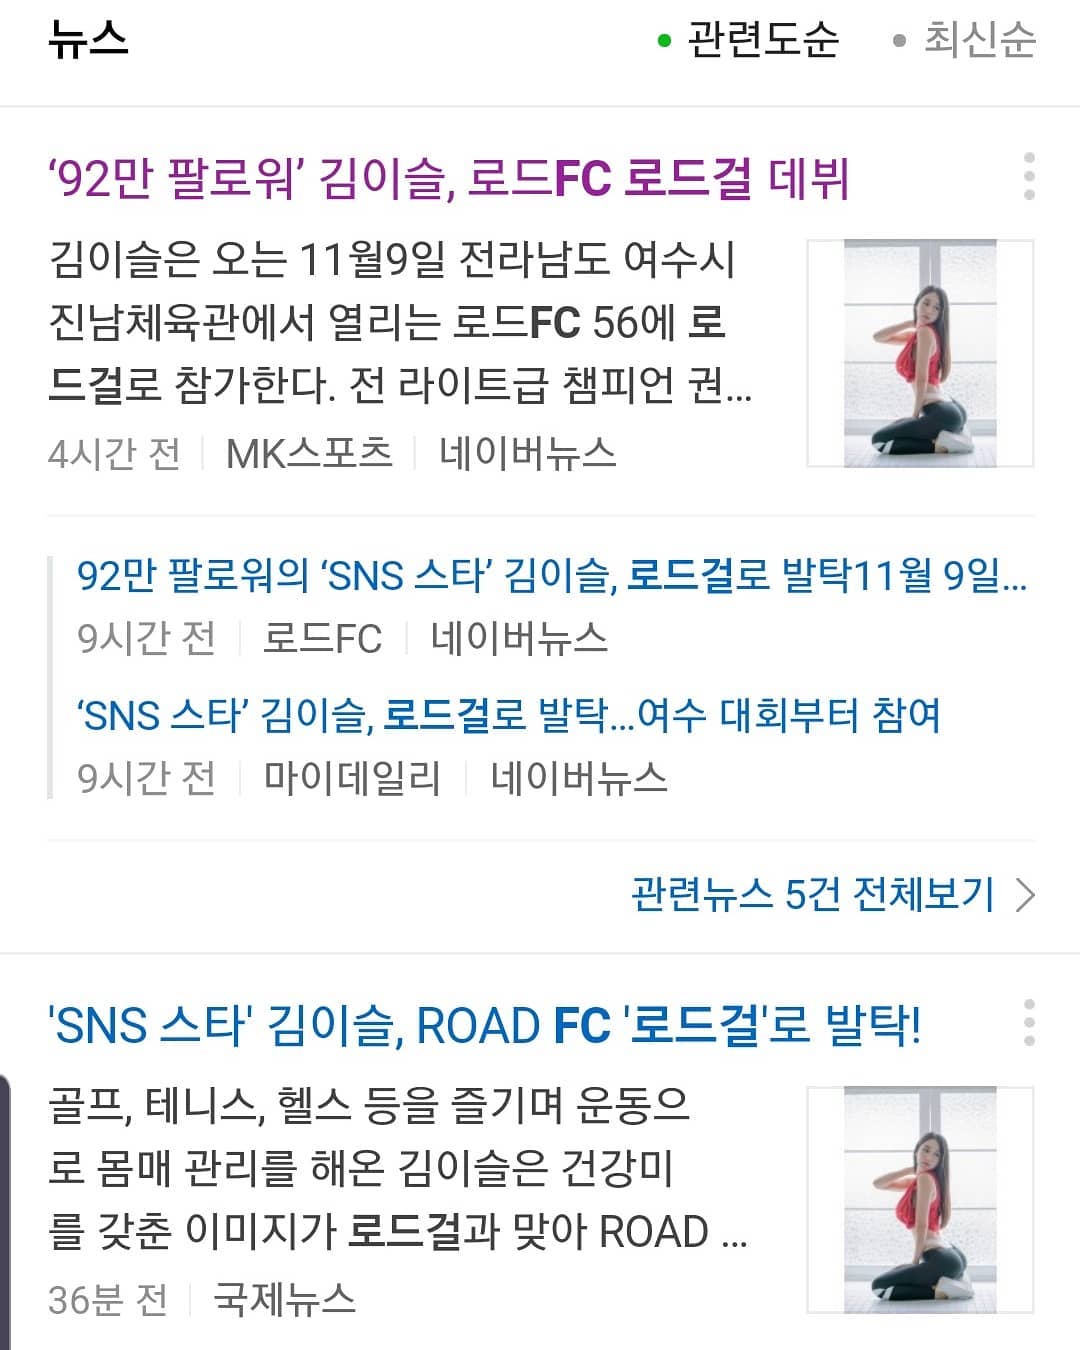 뉴스
관련도순
최신순
‘92만 팔로워’ 김이슬, 로드FC 로드걸 데뷔
김이슬은 오는 11월9일 전라남도 여수시
진남체육관에서 열리는 로드FC 56에 로
드걸로 참가한다. 전 라이트급 챔피언 권...
4시간 전 MK스포츠 네이버뉴스
92만 팔로워의 ‘SNS 스타’ 김이슬, 로드걸로 발탁11월 9일...
9시간 전 로드FC 네이버뉴스
‘SNS 스타’ 김이슬, 로드걸로 발탁...여수 대회부터 참여
9시간 전 마이데일리 네이버뉴스
관련뉴스 5건 전체보기
'SNS 스타' 김이슬, ROAD FC '로드걸'로 발탁!
골프, 테니스, 헬스 등을 즐기며 운동으
로 몸매 관리를 해온 김이슬은 건강미
를 갖춘 이미지가 로드걸과 맞아 ROAD ...
36분 전 국제뉴스